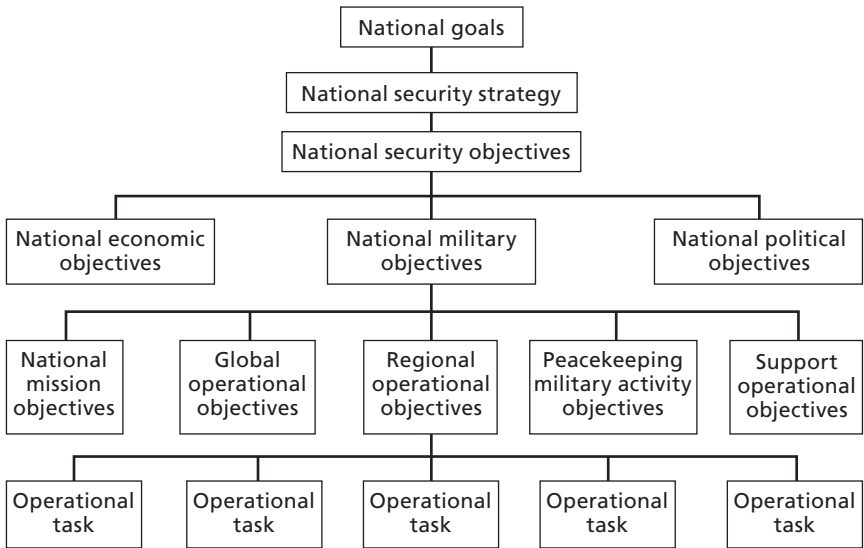 National goals
National security strategy
National security objectives
National economic
objectives
National military
objectives
National political
objectives
National
mission
objectives
Global
operational
objectives
Regional
operational
objectives
Peacekeeping
military activity
objectives
Support
operational
objectives
Operational
task
Operational
task
Operational
task
Operational
task
Operational
task